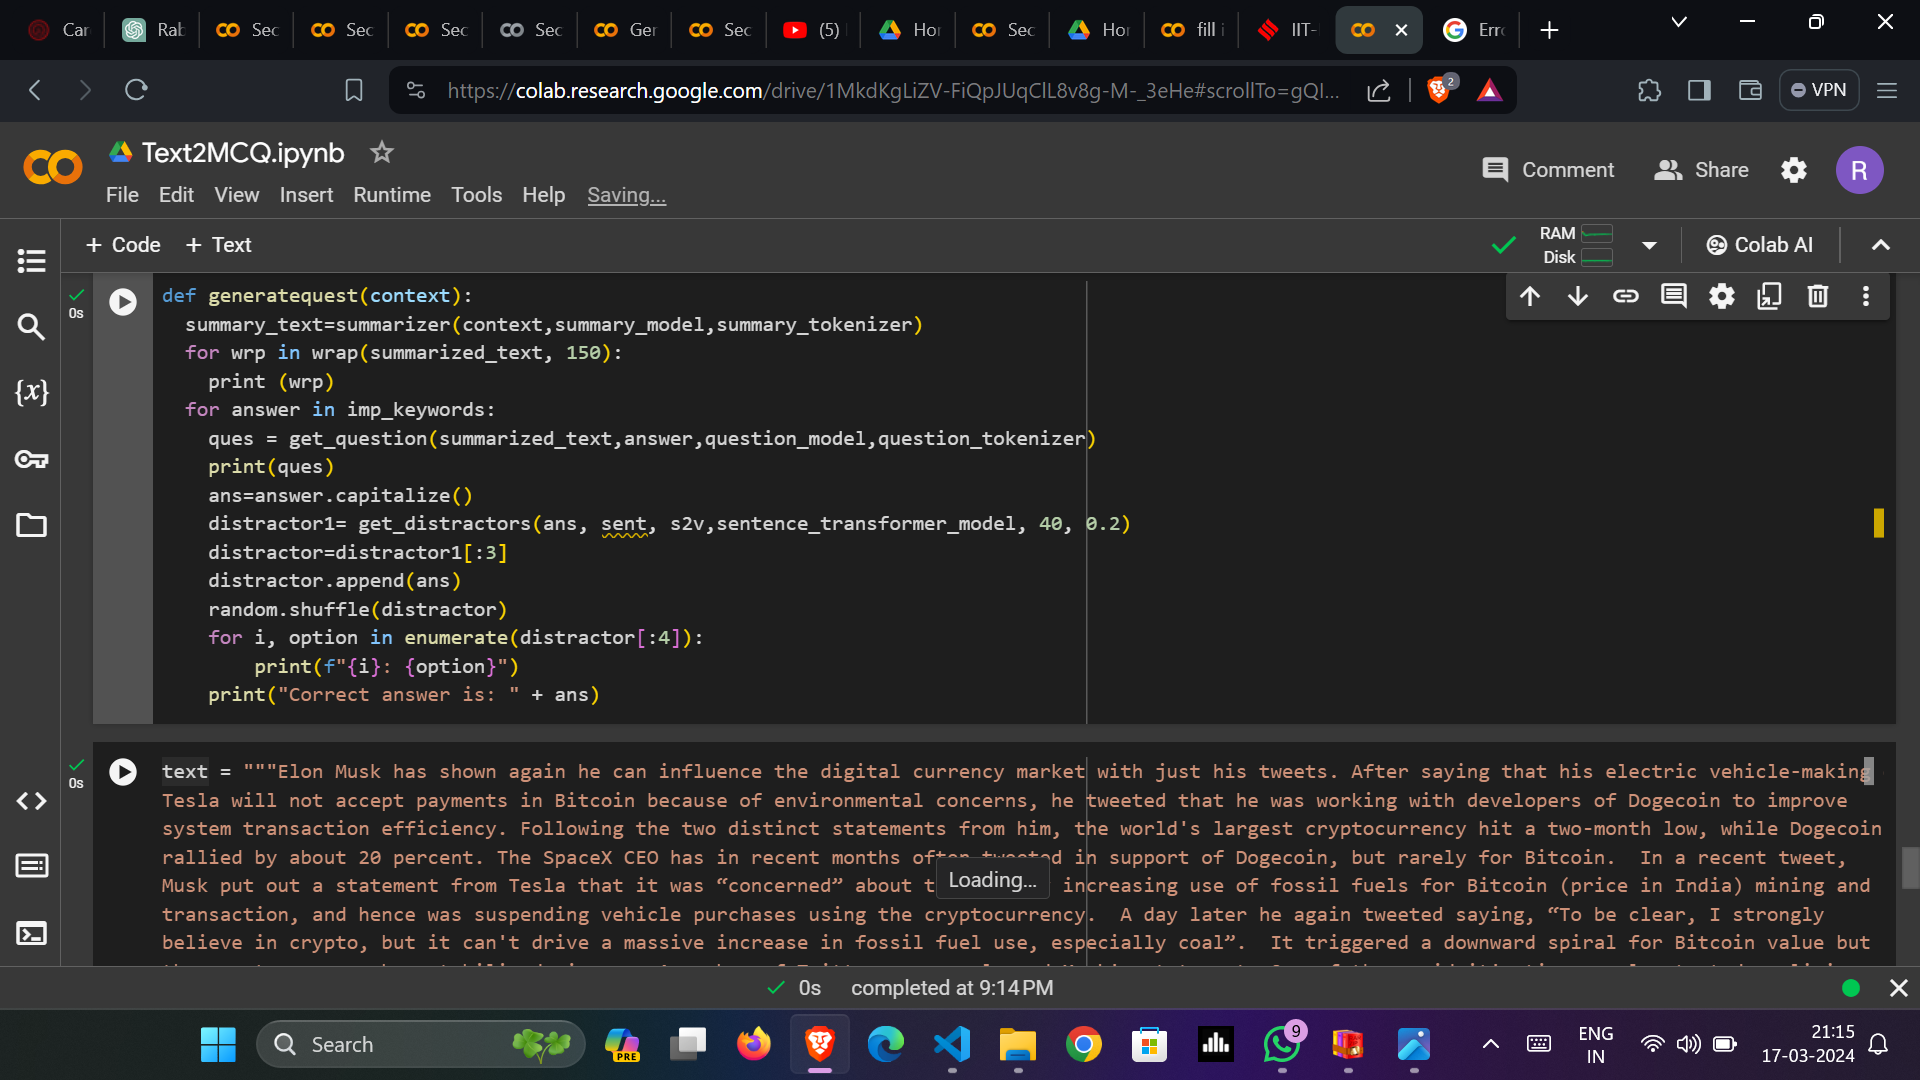 Car
Rab
Sec
Sec
Sec
Sec
Ger
Sec
(5)
Hor
Sec
Hor
fill i
IIT-
Erro
https://colab.research.google.com/drive/1MkdKgLiZV-FiQpJUqClL8v8g-M-_3eHe#scrollTo=gQI...
2
VPN
Text2MCQ.ipynb
Comment
Share
R
File Edit View Insert Runtime Tools Help Saving...
+ Code + Text
RAM
Disk
Colab AI
0s
def generatequest(context):
summary_text=summarizer(context,summary_model,summary_tokenizer)
for wrp in wrap(summarized_text, 150):
print (wrp)
for answer in imp_keywords:
ques = get_question(summarized_text,answer,question_model,question_tokenizer)
print(ques)
ans=answer.capitalize()
distractor1= get_distractors(ans, sent, s2v,sentence_transformer_model, 40, 0.2)
distractor=distractor1[:3]
distractor.append(ans)
random.shuffle(distractor)
for i, option in enumerate(distractor[:4]):
print(f"{i}: {option}")
print("Correct answer is: " + ans)
0s
text = """Elon Musk has shown again he can influence the digital currency market with just his tweets. After saying that his electric vehicle-making
Tesla will not accept payments in Bitcoin because of environmental concerns, he tweeted that he was working with developers of Dogecoin to improve
system transaction efficiency. Following the two distinct statements from him, the world's largest cryptocurrency hit a two-month low, while Dogecoin
rallied by about 20 percent. The SpaceX CEO has in recent months often tweeted in support of Dogecoin, but rarely for Bitcoin.  In a recent tweet,
Musk put out a statement from Tesla that it was “concerned” about increasing use of fossil fuels for Bitcoin (price in India) mining and
Loading...
transaction, and hence was suspending vehicle purchases using the cryptocurrency.  A day later he again tweeted saying, “To be clear, I strongly
believe in crypto, but it can't drive a massive increase in fossil fuel use, especially coal”.  It triggered a downward spiral for Bitcoin value but
0s completed at 9:14 PM
Search
PRE
9
ENG
IN
21:15
17-03-2024